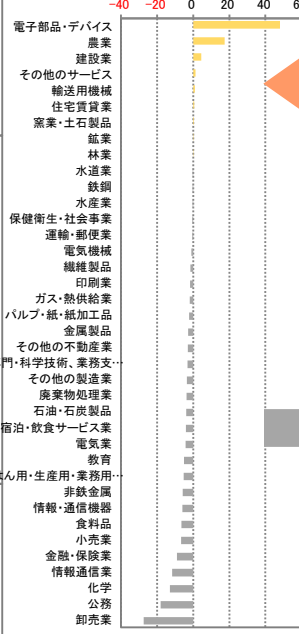 -40 -20 0 20 40 60
電子部品・デバイス
農業
建設業
その他のサービス
輸送用機械
住宅賃貸業
窯業・土石製品
鉱業
林業
水道業
鉄鋼
水産業
保健衛生・社会事業
運輸・郵便業
電気機械
繊維製品
印刷業
ガス・熱供給業
パルプ・紙・紙加工品
金属製品
その他の不動産業
門・科学技術、業務支…
その他の製造業
廃棄物処理業
石油・石炭製品
宿泊・飲食サービス業
電気業
教育
ん用・生産用・業務用…
非鉄金属
情報・通信機器
食料品
小売業
金融・保険業
情報通信業
化学
公務
卸売業